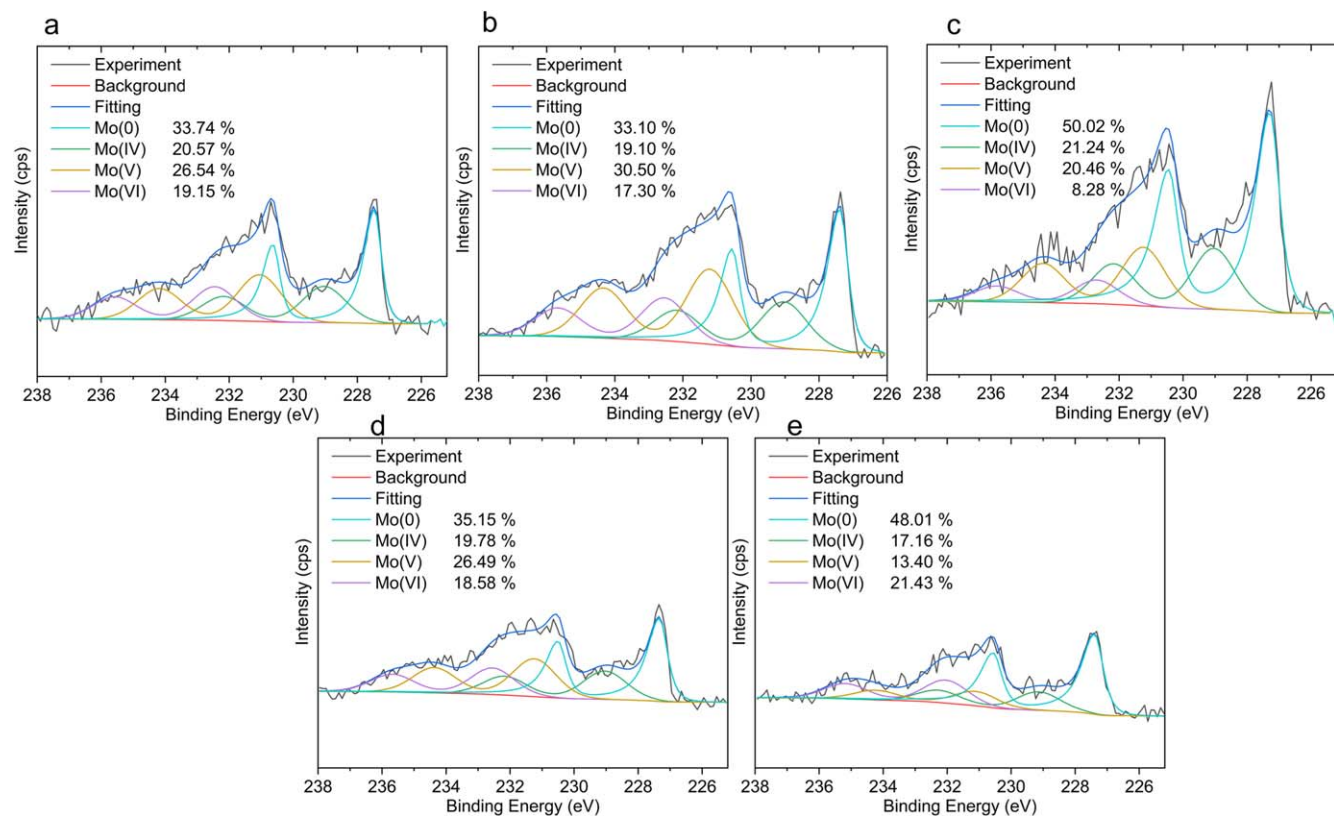 a
Experiment
Background
Fitting
Mo(0) 33.74 %
Mo(IV) 20.57 %
Mo(V) 26.54 %
Mo(VI) 19.15 %
Intensity (cps)
238 236 234 232 230 228 226
Binding Energy (eV)
b
Experiment
Background
Fitting
Mo(0) 33.10 %
Mo(IV) 19.10 %
Mo(V) 30.50 %
Mo(VI) 17.30 %
Intensity (cps)
238 236 234 232 230 228 226
Binding Energy (eV)
c
Experiment
Background
Fitting
Mo(0) 50.02 %
Mo(IV) 21.24 %
Mo(V) 20.46 %
Mo(VI) 8.28 %
Intensity (cps)
238 236 234 232 230 228 226
Binding Energy (eV)
d
Experiment
Background
Fitting
Mo(0) 35.15 %
Mo(IV) 19.78 %
Mo(V) 26.49 %
Mo(VI) 18.58 %
Intensity (cps)
238 236 234 232 230 228 226
Binding Energy (eV)
e
Experiment
Background
Fitting
Mo(0) 48.01 %
Mo(IV) 17.16 %
Mo(V) 13.40 %
Mo(VI) 21.43 %
Intensity (cps)
238 236 234 232 230 228 226
Binding Energy (eV)